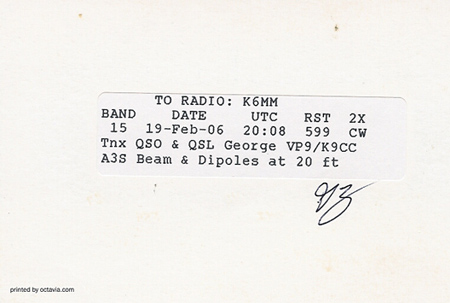 TO RADIO: K6MM
BAND DATE UTC RST 2X
15 19-Feb-06 20:08 599 CW
Tnx QSO & QSL George VP9/K9CC
A3S Beam & Dipoles at 20 ft
printed by octavia.com